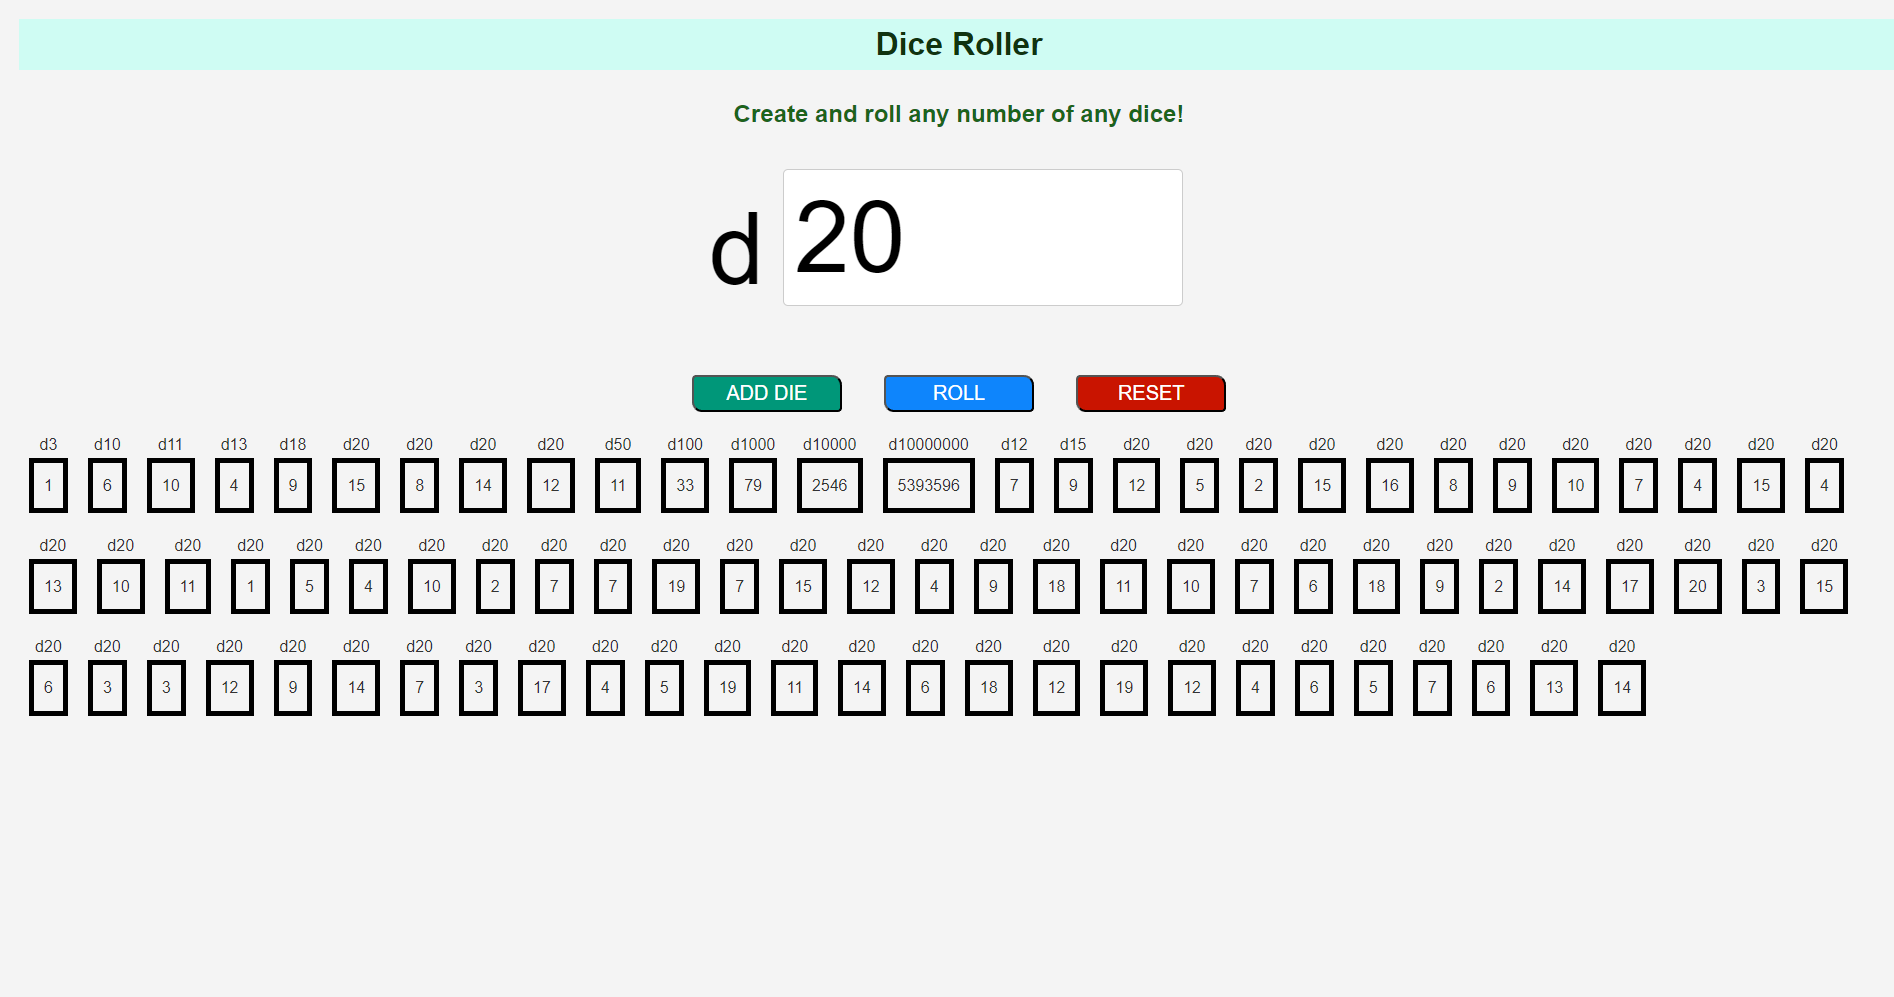 Dice Roller
Create and roll any number of any dice!
d 20
ADD DIE ROLL RESET
d3 d10 d11 d13 d18 d20 d20 d20 d20 d50 d100 d1000 d10000 d10000000 d12 d15 d20 d20 d20 d20 d20 d20 d20 d20 d20 d20 d20 d20
1 6 10 4 9 15 8 14 12 11 33 79 2546 5393596 7 9 12 5 2 15 16 8 9 10 7 4 15 4
d20 d20 d20 d20 d20 d20 d20 d20 d20 d20 d20 d20 d20 d20 d20 d20 d20 d20 d20 d20 d20 d20 d20 d20 d20 d20 d20 d20 d20
13 10 11 1 5 4 10 2 7 7 19 7 15 12 4 9 18 11 10 7 6 18 9 2 14 17 20 3 15
d20 d20 d20 d20 d20 d20 d20 d20 d20 d20 d20 d20 d20 d20 d20 d20 d20 d20 d20 d20 d20 d20 d20 d20 d20 d20
6 3 3 12 9 14 7 3 17 4 5 19 11 14 6 18 12 19 12 4 6 5 7 6 13 14